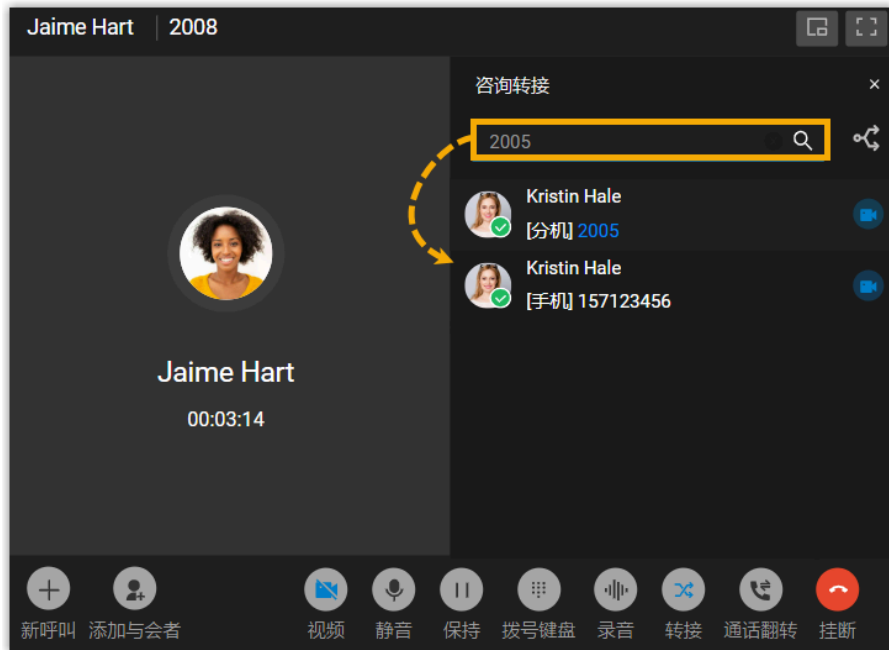 Jaime Hart 2008
咨询转接
2005
Kristin Hale
[分机] 2005
Kristin Hale
[手机] 157123456
Jaime Hart
00:03:14
新呼叫 添加与会者 视频 静音 保持 拨号键盘 录音 转接 通话翻转 挂断